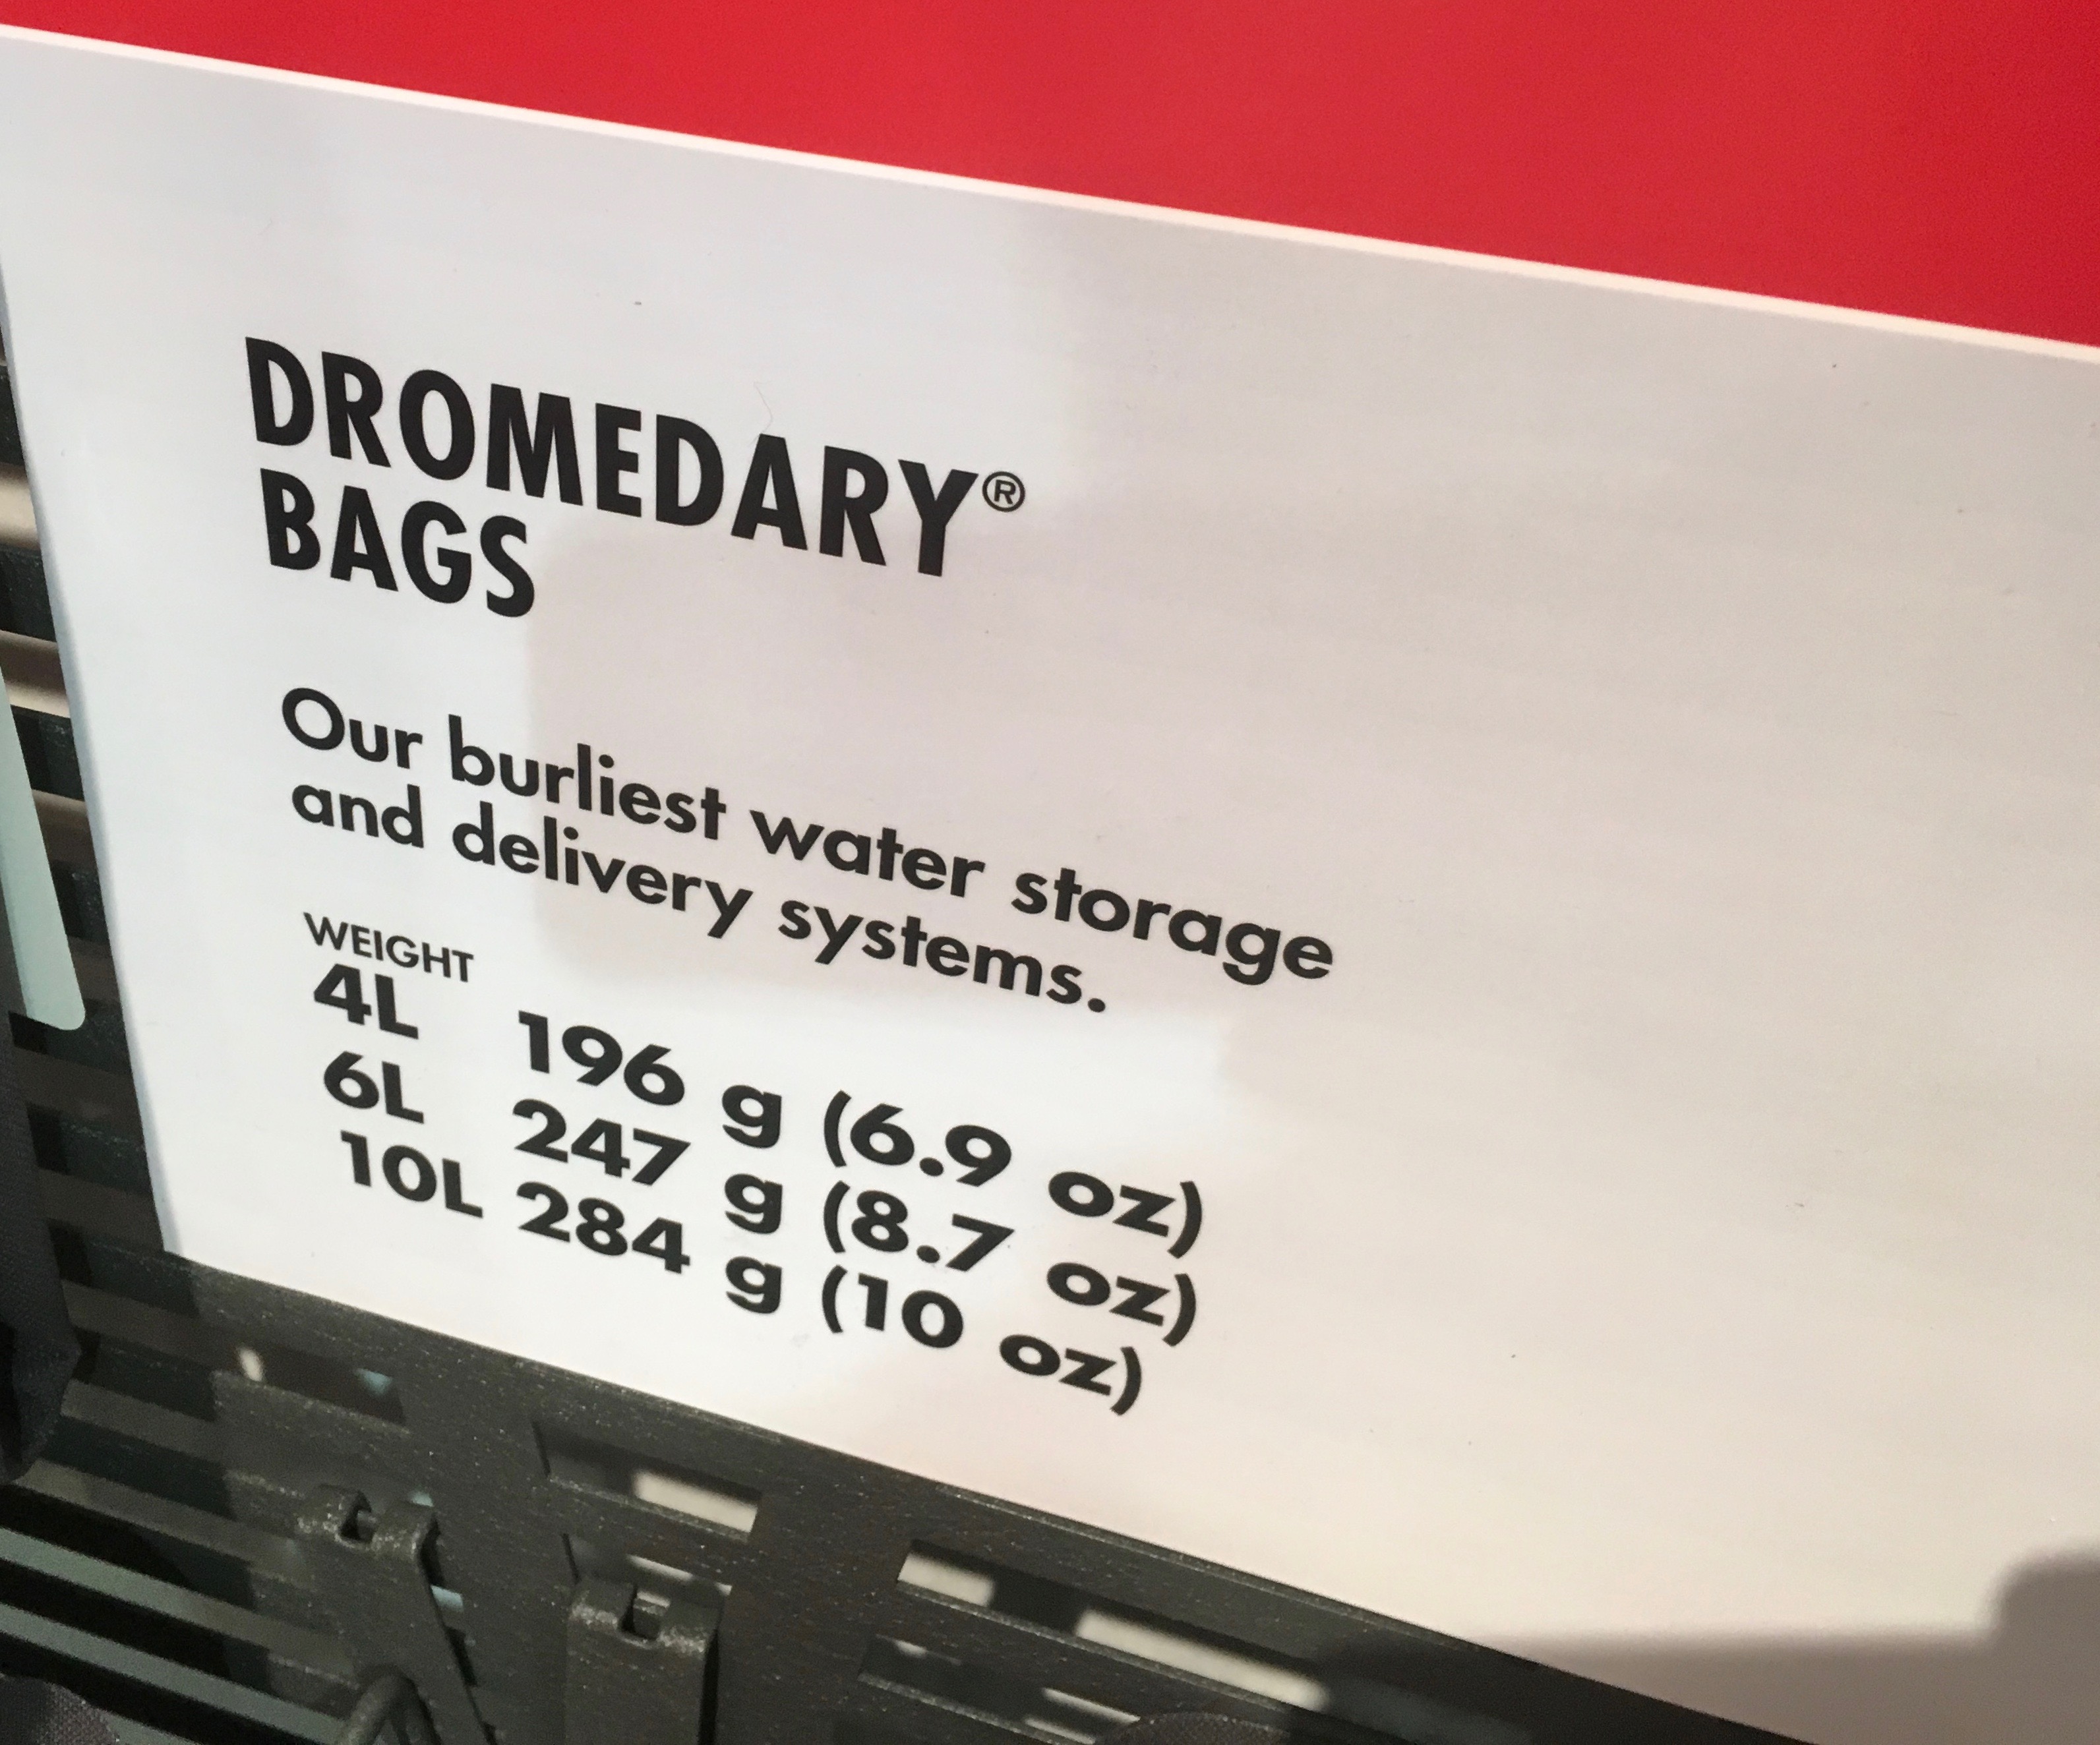 DROMEDARY®
BAGS
Our burliest water storage
and delivery systems.
WEIGHT
4L 196 g (6.9 oz)
6L 247 g (8.7 oz)
10L 284 g (10 oz)